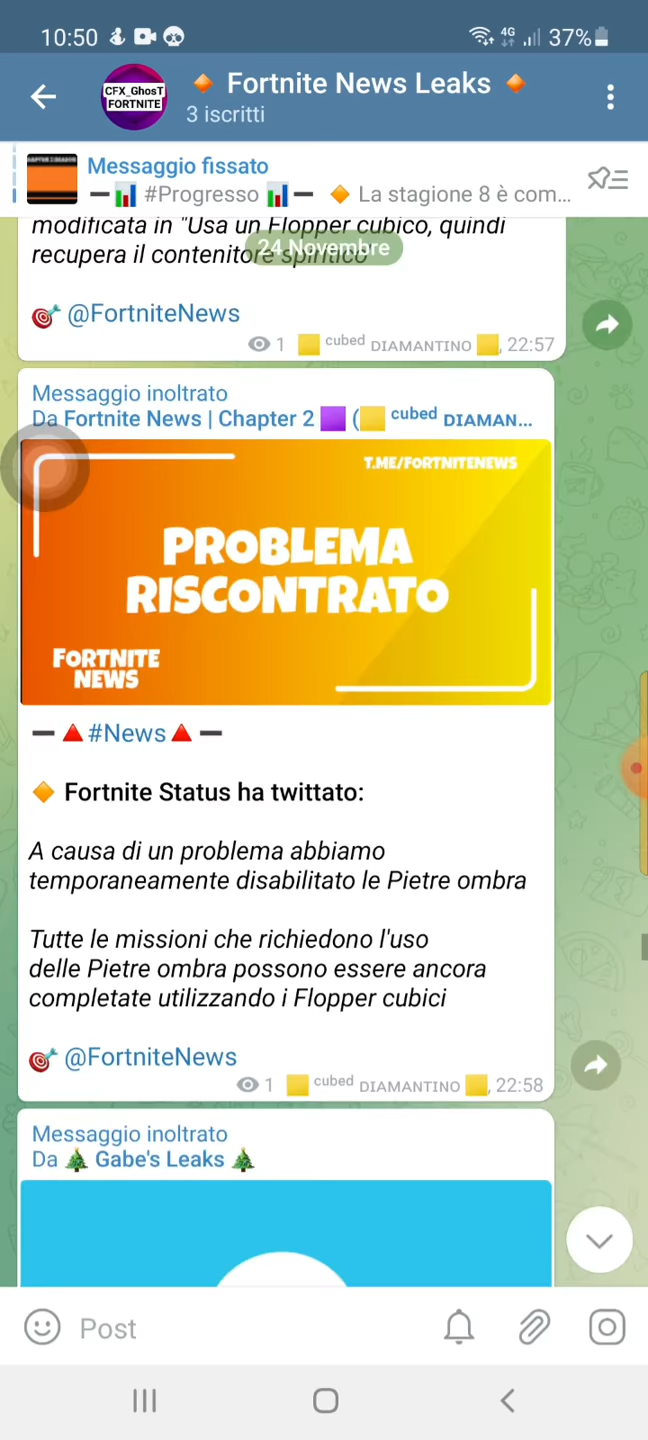 10:50
4G
37%
CFX_GhosT
FORTNITE
🔸 Fortnite News Leaks 🔸
3 iscritti
Messaggio fissato
➖📊 #Progresso 📊➖ 🔸 La stagione 8 è com...
modificata in "Usa un Flopper cubico, quindi
24 Novembre
recupera il contenitore spiritico
🎯 @FortniteNews
1 🟨 cubed DIAMANTINO 🟨, 22:57
Messaggio inoltrato
Da Fortnite News | Chapter 2 🟪 (🟨 cubed DIAMAN...
T.ME/FORTNITENEWS
PROBLEMA
RISCONTRATO
FORTNITE
NEWS
➖🔺#News🔺➖
🔸 Fortnite Status ha twittato:
A causa di un problema abbiamo
temporaneamente disabilitato le Pietre ombra
Tutte le missioni che richiedono l'uso
delle Pietre ombra possono essere ancora
completate utilizzando i Flopper cubici
🎯 @FortniteNews
1 🟨 cubed DIAMANTINO 🟨, 22:58
Messaggio inoltrato
Da 🎄 Gabe's Leaks 🎄
Post